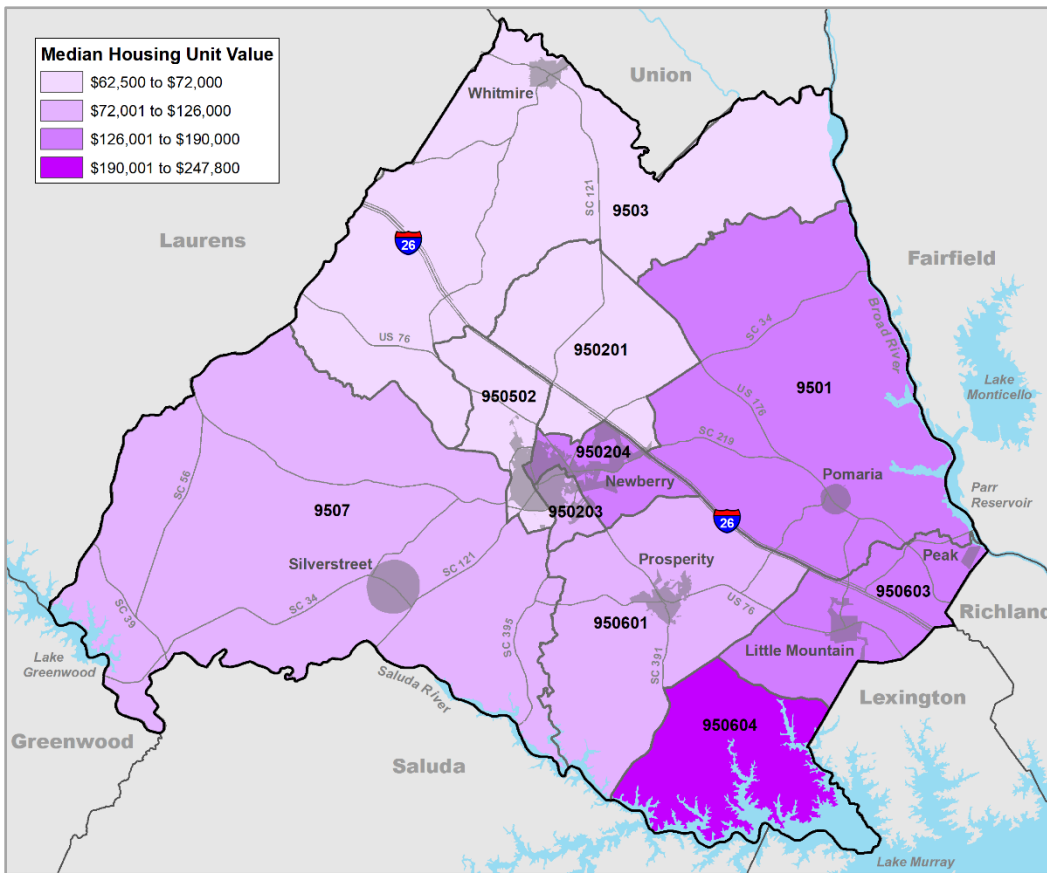 Median Housing Unit Value
$62,500 to $72,000
$72,001 to $126,000
$126,001 to $190,000
$190,001 to $247,800
Union
Whitmire
SC 121
9503
Laurens
26
Fairfield
Broad River
US 76
950201
SC 34
9501
Lake
Monticello
950502
US 176
SC 56
SC 219
950204
Newberry
Pomaria
Parr
Reservoir
9507
950203
26
Silverstreet
Prosperity
Peak
SC 121
SC 34
950603
Richland
US 76
950601
SC 39
SC 395
SC 391
Little Mountain
Lake
Greenwood
Saluda River
Lexington
950604
Greenwood
Saluda
Lake Murray